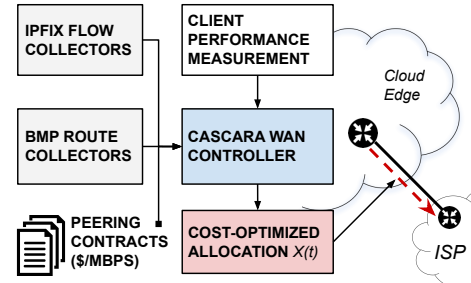 IPFIX FLOW
COLLECTORS
CLIENT
PERFORMANCE
MEASUREMENT
Cloud
Edge
BMP ROUTE
COLLECTORS
CASCARA WAN
CONTROLLER
PEERING
CONTRACTS
($/MBPS)
COST-OPTIMIZED
ALLOCATION X(t)
ISP